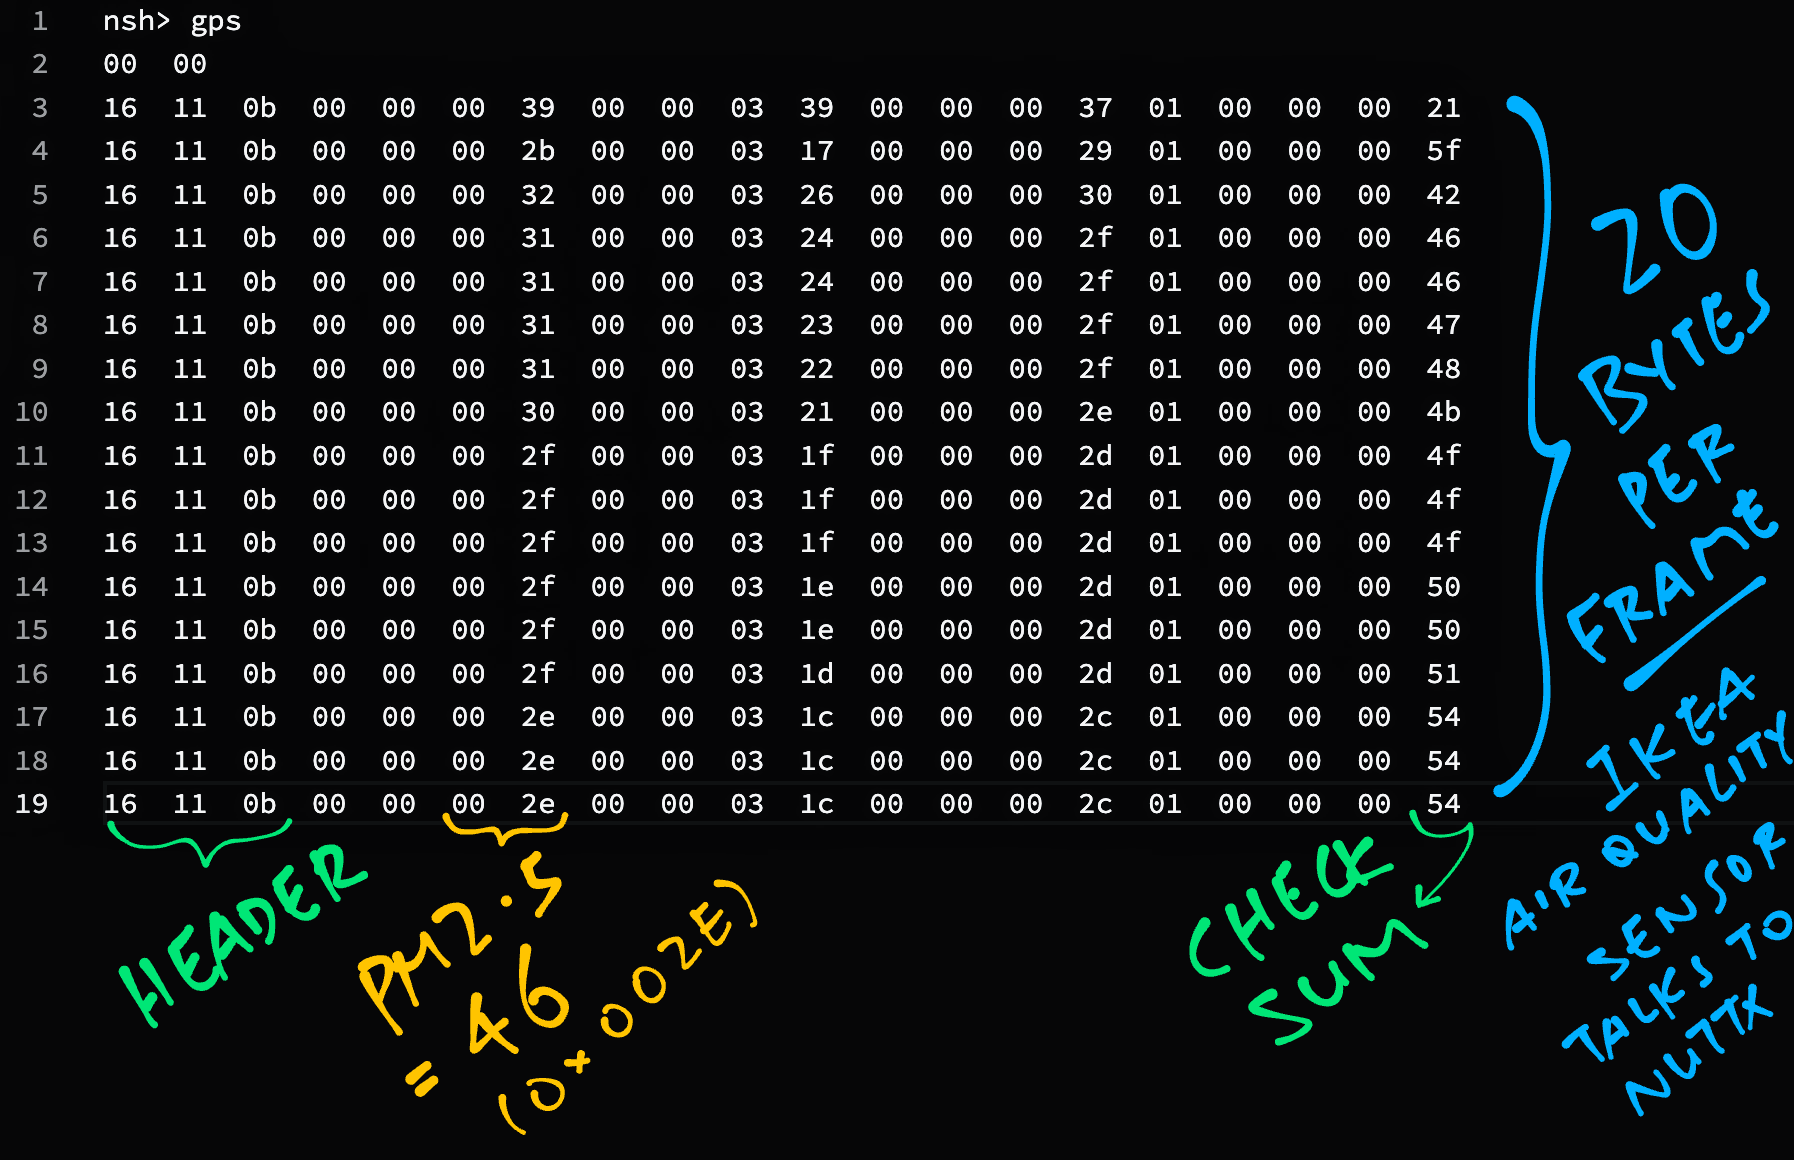 1 nsh> gps
2 00 00
3 16 11 0b 00 00 00 39 00 00 03 39 00 00 00 37 01 00 00 00 21
4 16 11 0b 00 00 00 2b 00 00 03 17 00 00 00 29 01 00 00 00 5f
5 16 11 0b 00 00 00 32 00 00 03 26 00 00 00 30 01 00 00 00 42
6 16 11 0b 00 00 00 31 00 00 03 24 00 00 00 2f 01 00 00 00 46
7 16 11 0b 00 00 00 31 00 00 03 24 00 00 00 2f 01 00 00 00 46
8 16 11 0b 00 00 00 31 00 00 03 23 00 00 00 2f 01 00 00 00 47
9 16 11 0b 00 00 00 31 00 00 03 22 00 00 00 2f 01 00 00 00 48
10 16 11 0b 00 00 00 30 00 00 03 21 00 00 00 2e 01 00 00 00 4b
11 16 11 0b 00 00 00 2f 00 00 03 1f 00 00 00 2d 01 00 00 00 4f
12 16 11 0b 00 00 00 2f 00 00 03 1f 00 00 00 2d 01 00 00 00 4f
13 16 11 0b 00 00 00 2f 00 00 03 1f 00 00 00 2d 01 00 00 00 4f
14 16 11 0b 00 00 00 2f 00 00 03 1e 00 00 00 2d 01 00 00 00 50
15 16 11 0b 00 00 00 2f 00 00 03 1e 00 00 00 2d 01 00 00 00 50
16 16 11 0b 00 00 00 2f 00 00 03 1d 00 00 00 2d 01 00 00 00 51
17 16 11 0b 00 00 00 2e 00 00 03 1c 00 00 00 2c 01 00 00 00 54
18 16 11 0b 00 00 00 2e 00 00 03 1c 00 00 00 2c 01 00 00 00 54
19 16 11 0b 00 00 00 2e 00 00 03 1c 00 00 00 2c 01 00 00 00 54
HEADER
PM2.5
= 46
(0x002E)
CHECK
SUM
20
BYTES
PER
FRAME
IKEA
AIR QUALITY
SENSOR
TALKS TO
NUTTX